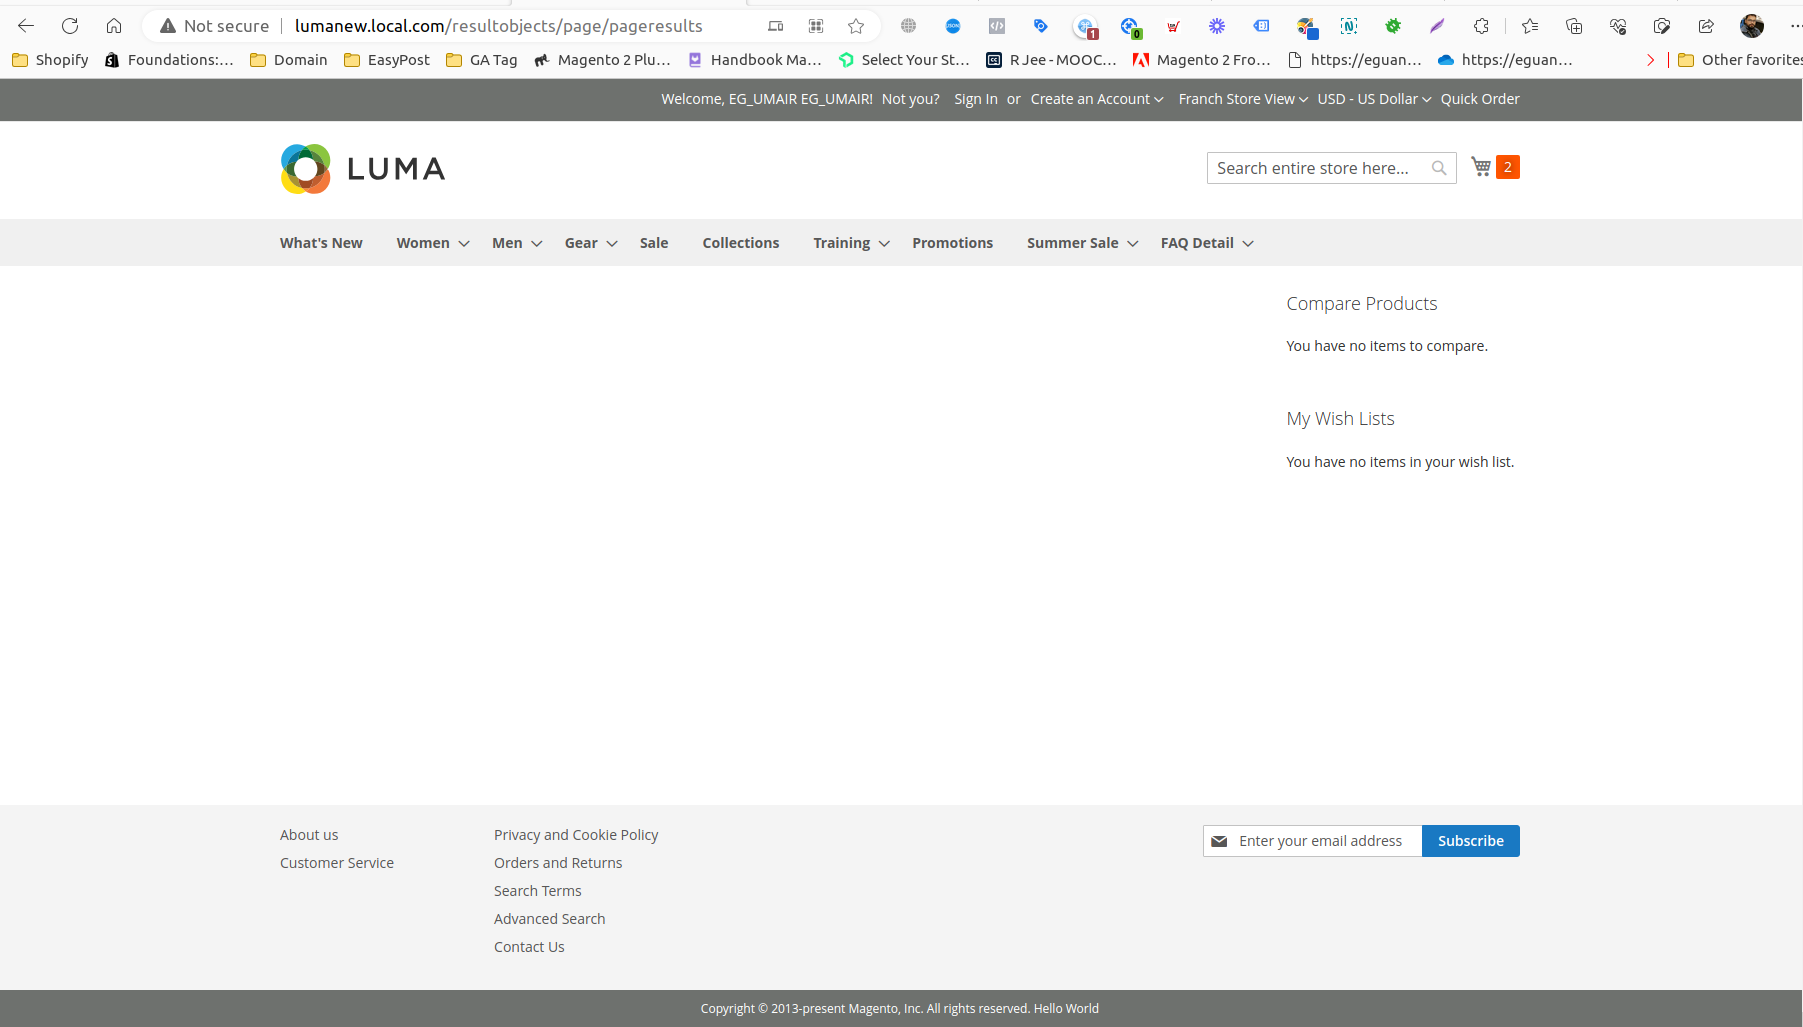 Not secure | lumanew.local.com/resultobjects/page/pageresults
1
0
Shopify Foundations:... Domain EasyPost GA Tag Magento 2 Plu... Handbook Ma... Select Your St... R Jee - MOOC... Magento 2 Fro... https://eguan... https://eguan... Other favorites
Welcome, EG_UMAIR EG_UMAIR! Not you? Sign In or Create an Account Franch Store View USD - US Dollar Quick Order
LUMA
Search entire store here...
2
What's New Women Men Gear Sale Collections Training Promotions Summer Sale FAQ Detail
Compare Products
You have no items to compare.
My Wish Lists
You have no items in your wish list.
About us
Customer Service
Privacy and Cookie Policy
Orders and Returns
Search Terms
Advanced Search
Contact Us
Enter your email address
Subscribe
Copyright © 2013-present Magento, Inc. All rights reserved. Hello World